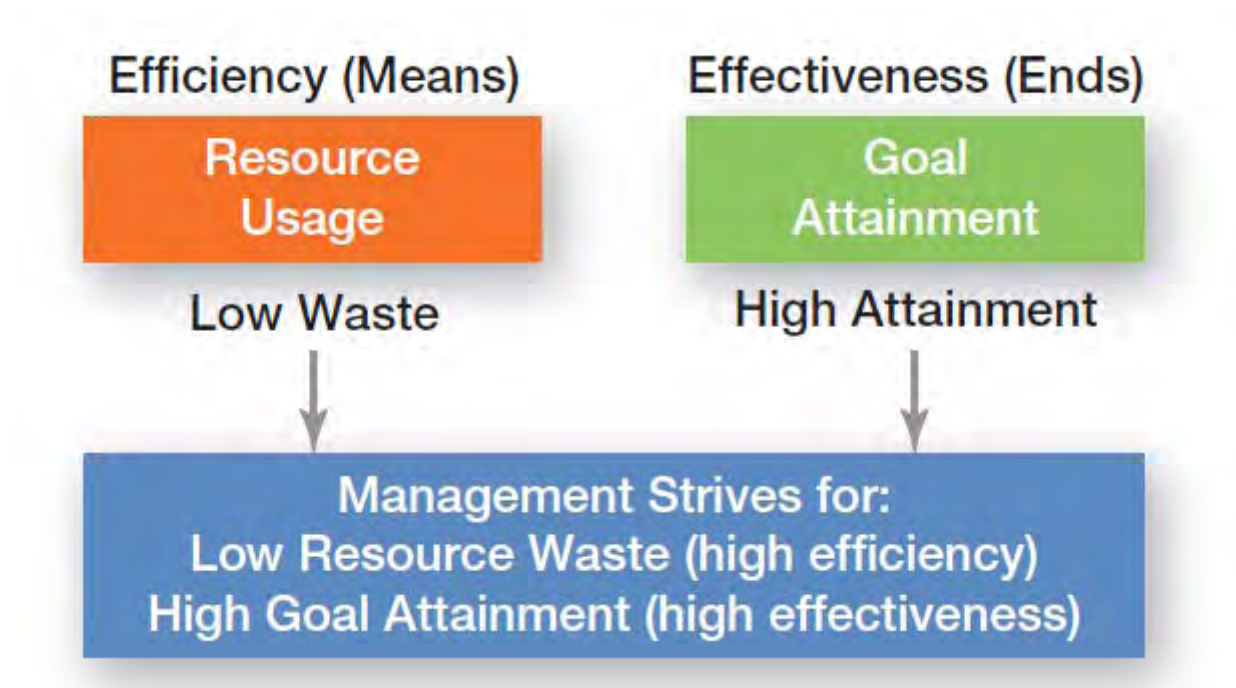 Efficiency (Means)
Resource
Usage
Low Waste
Effectiveness (Ends)
Goal
Attainment
High Attainment
Management Strives for:
Low Resource Waste (high efficiency)
High Goal Attainment (high effectiveness)